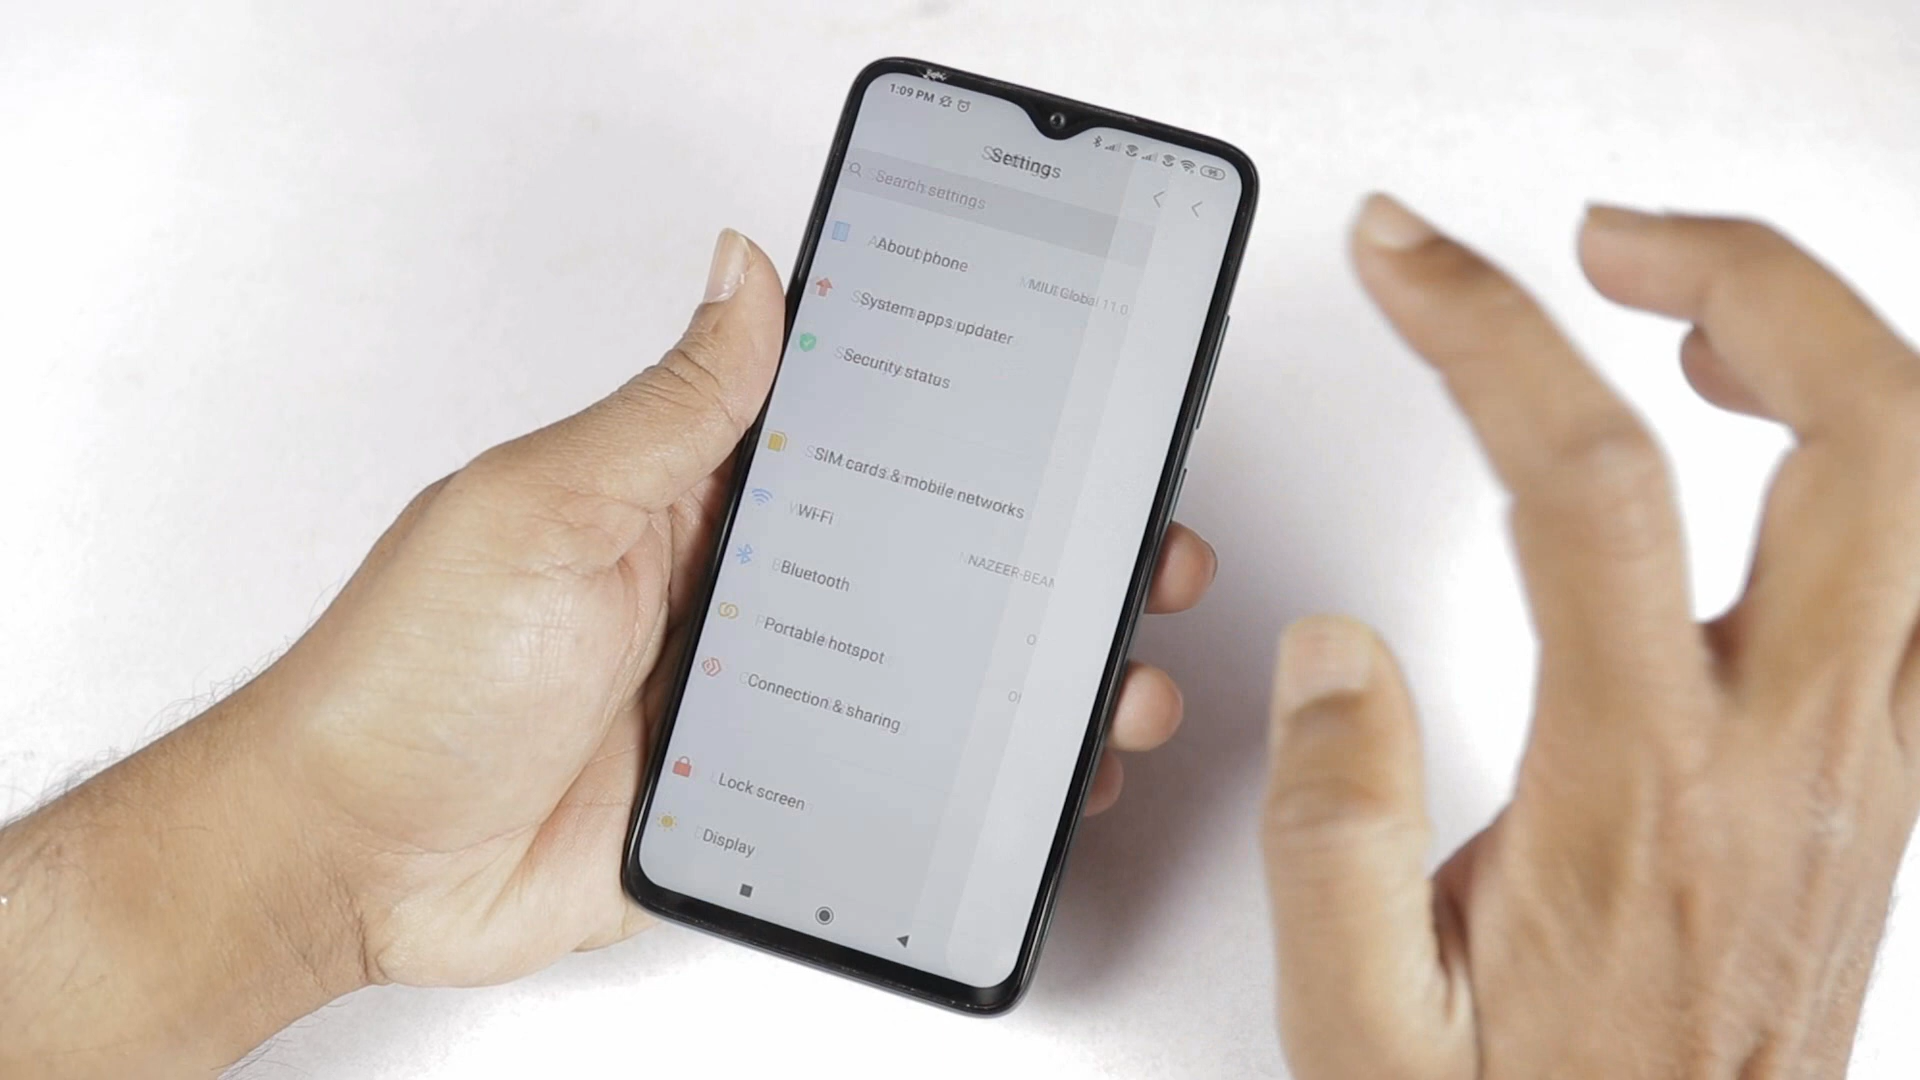 1:09 PM
95
Settings
Search settings
About phone
MIUI Global 11.0
System apps updater
Security status
SIM cards & mobile networks
Wi-Fi
NAZEER-BEAM
Bluetooth
Portable hotspot
Connection & sharing
Lock screen
Display